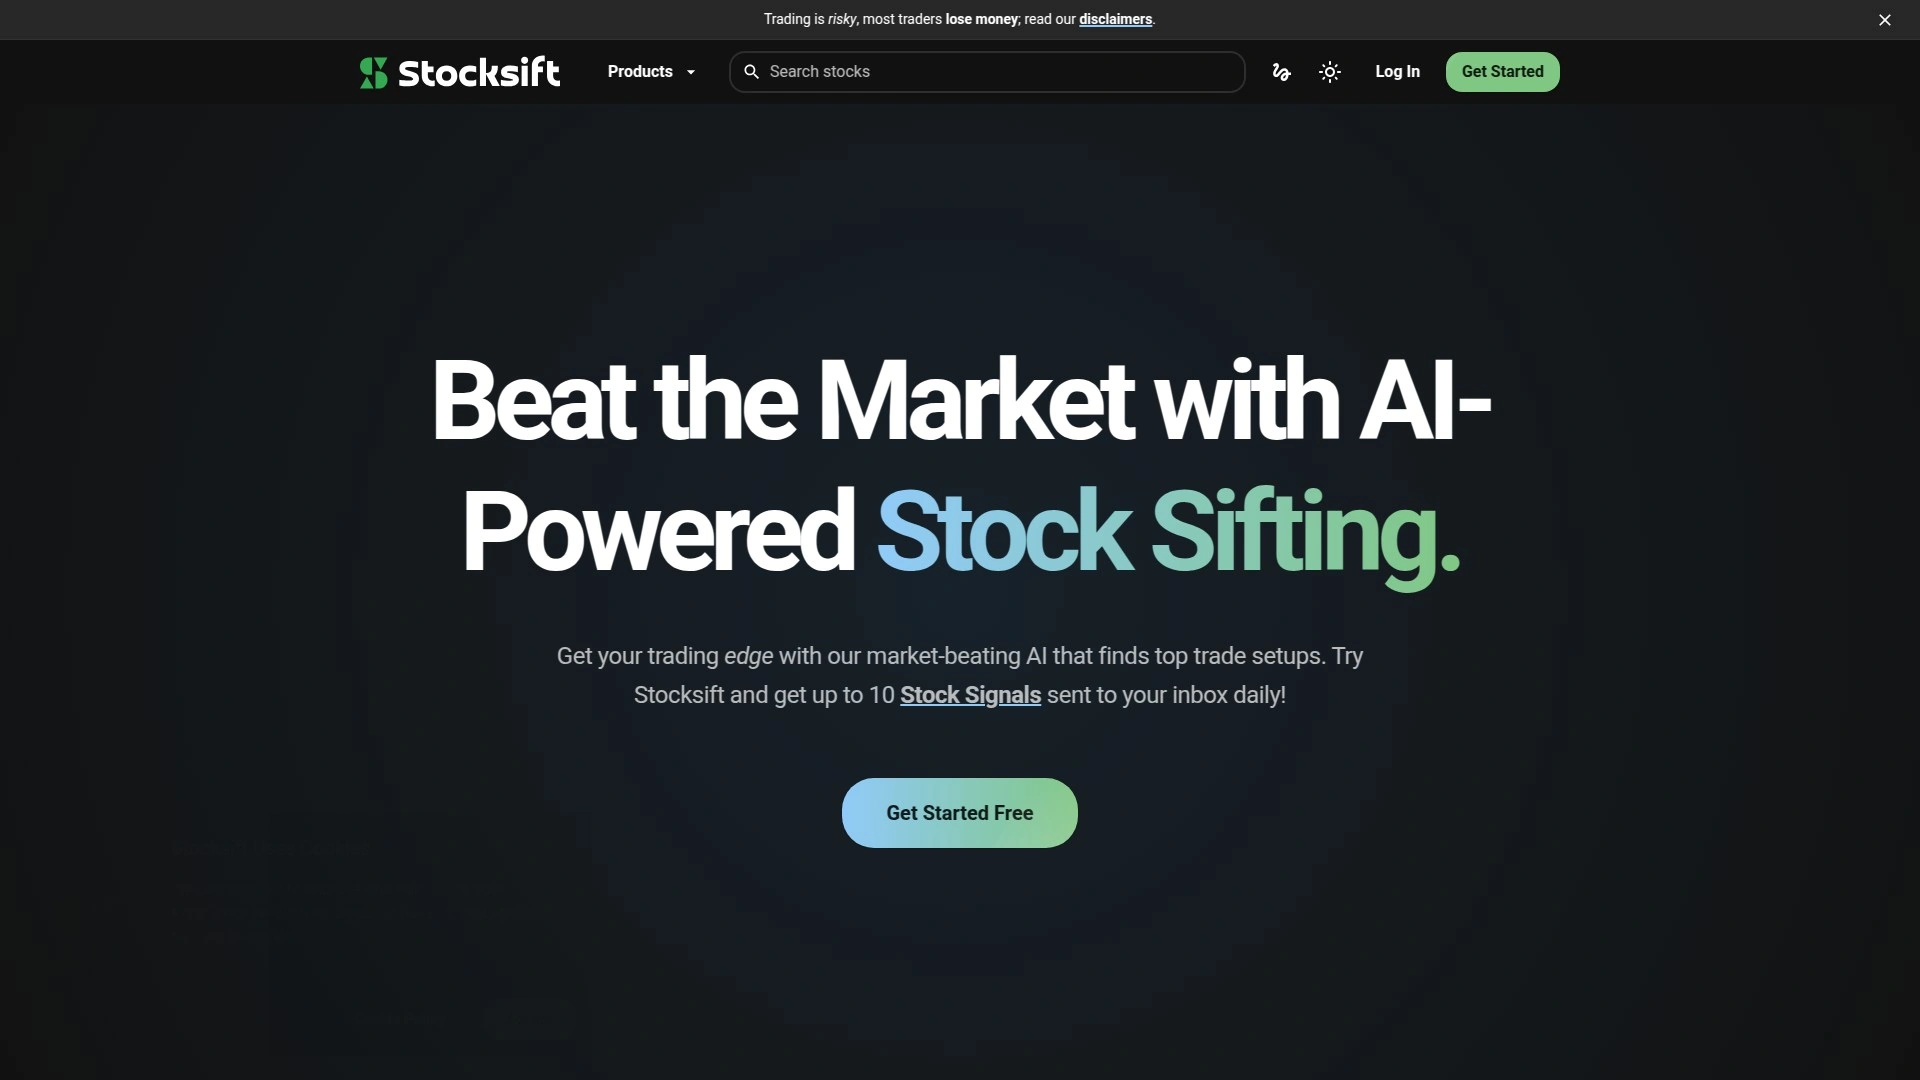 Trading is risky, most traders lose money; read our disclaimers.
Stocksift
Products
Search stocks
Log In
Get Started
Beat the Market with AI-
Powered Stock Sifting.
Get your trading edge with our market-beating AI that finds top trade setups. Try
Stocksift and get up to 10 Stock Signals sent to your inbox daily!
Get Started Free